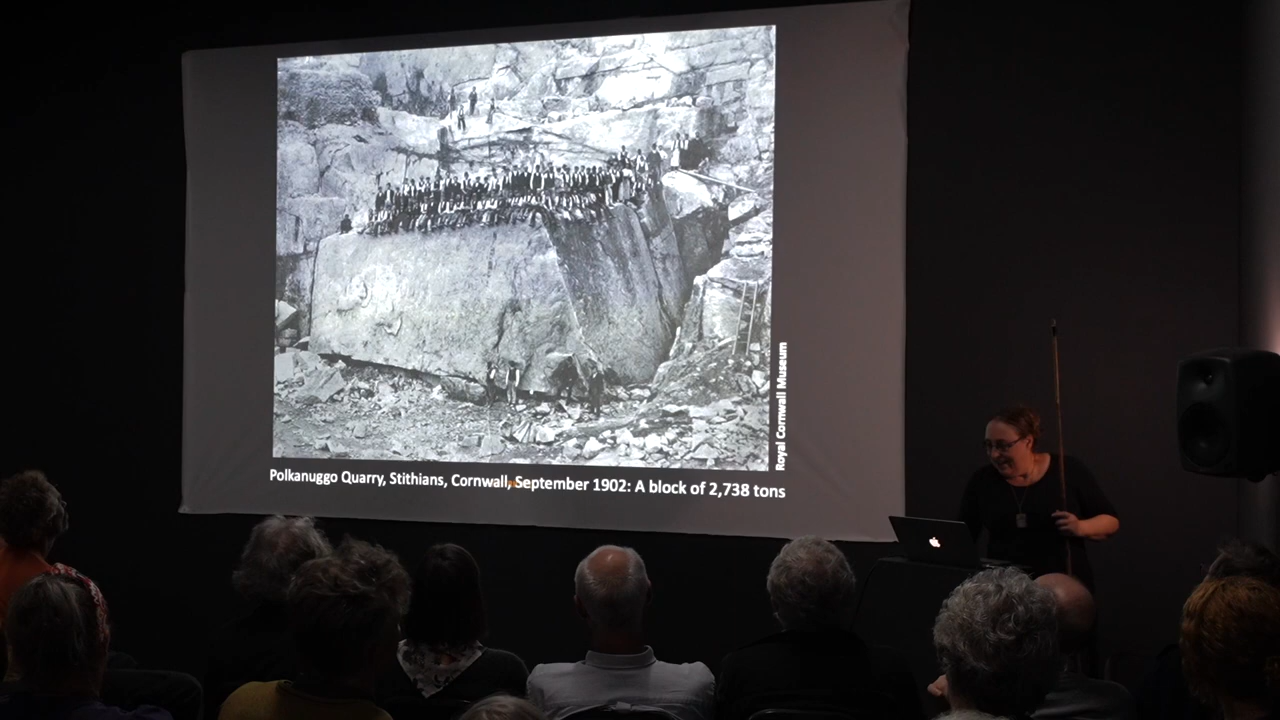 Royal Cornwall Museum
Polkanuggo Quarry, Stithians, Cornwall, September 1902: A block of 2,738 tons